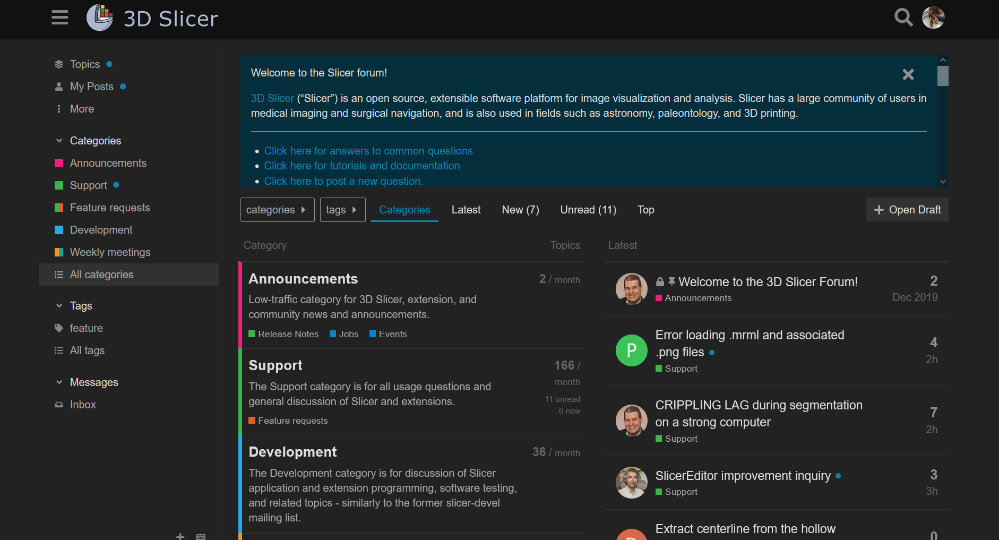 3D Slicer
Topics
My Posts
More
Categories
Announcements
Support
Feature requests
Development
Weekly meetings
All categories
Tags
feature
All tags
Messages
Inbox
Welcome to the Slicer forum!
3D Slicer (“Slicer”) is an open source, extensible software platform for image visualization and analysis. Slicer has a large community of users in
medical imaging and surgical navigation, and is also used in fields such as astronomy, paleontology, and 3D printing.
Click here for answers to common questions
Click here for tutorials and documentation
Click here to post a new question.
categories tags Categories Latest New (7) Unread (11) Top Open Draft
Category Topics
Announcements 2 / month
Low-traffic category for 3D Slicer, extension, and
community news and announcements.
Release Notes Jobs Events
Support 166 /
month
The Support category is for all usage questions and
general discussion of Slicer and extensions.
11 unread
6 new
Feature requests
Development 36 / month
The Development category is for discussion of Slicer
application and extension programming, software testing,
and related topics - similarly to the former slicer-devel
mailing list.
Latest
Welcome to the 3D Slicer Forum! 2
Announcements Dec 2019
P
Error loading .mrml and associated
.png files
4
2h
Support
CRIPPLING LAG during segmentation
on a strong computer
7
2h
Support
SlicerEditor improvement inquiry 3
Support 3h
Extract centerline from the hollow
0